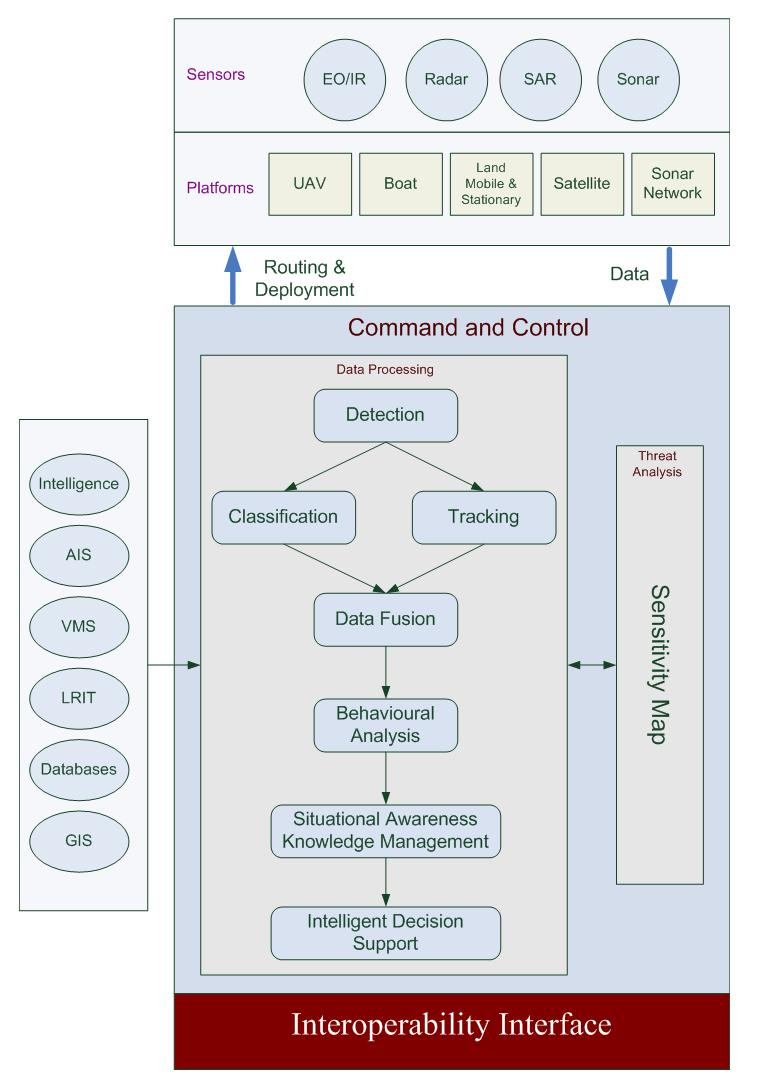 Sensors
EO/IR
Radar
SAR
Sonar
Platforms
UAV
Boat
Land
Mobile &
Stationary
Satellite
Sonar
Network
Routing &
Deployment
Data
Command and Control
Data Processing
Detection
Classification
Tracking
Data Fusion
Behavioural
Analysis
Situational Awareness
Knowledge Management
Intelligent Decision
Support
Threat
Analysis
Sensitivity Map
Intelligence
AIS
VMS
LRIT
Databases
GIS
Interoperability Interface